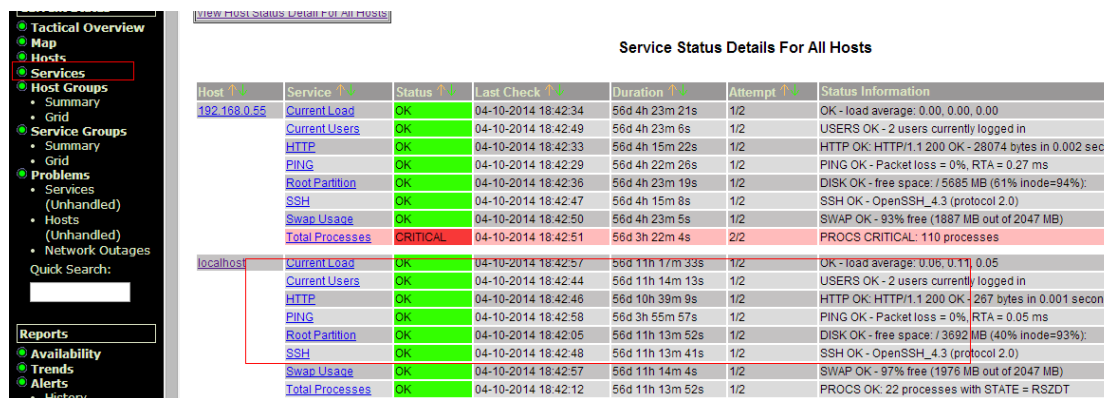 Current Status
Tactical Overview
Map
Hosts
Services
Host Groups
Summary
Grid
Service Groups
Summary
Grid
Problems
Services
(Unhandled)
Hosts
(Unhandled)
Network Outages
Quick Search:
Reports
Availability
Trends
Alerts
History
View Host Status Detail For All Hosts
Service Status Details For All Hosts
Host Service Status Last Check Duration Attempt Status Information
192.168.0.55 Current Load OK 04-10-2014 18:42:34 56d 4h 23m 21s 1/2 OK - load average: 0.00, 0.00, 0.00
Current Users OK 04-10-2014 18:42:49 56d 4h 23m 6s 1/2 USERS OK - 2 users currently logged in
HTTP OK 04-10-2014 18:42:33 56d 4h 15m 22s 1/2 HTTP OK: HTTP/1.1 200 OK - 28074 bytes in 0.002 sec
PING OK 04-10-2014 18:42:29 56d 4h 22m 26s 1/2 PING OK - Packet loss = 0%, RTA = 0.27 ms
Root Partition OK 04-10-2014 18:42:36 56d 4h 23m 19s 1/2 DISK OK - free space: / 5685 MB (61% inode=94%):
SSH OK 04-10-2014 18:42:47 56d 4h 15m 8s 1/2 SSH OK - OpenSSH_4.3 (protocol 2.0)
Swap Usage OK 04-10-2014 18:42:50 56d 4h 23m 5s 1/2 SWAP OK - 93% free (1887 MB out of 2047 MB)
Total Processes CRITICAL 04-10-2014 18:42:51 56d 3h 22m 4s 2/2 PROCS CRITICAL: 110 processes
localhost Current Load OK 04-10-2014 18:42:57 56d 11h 17m 33s 1/2 OK - load average: 0.06, 0.11, 0.05
Current Users OK 04-10-2014 18:42:44 56d 11h 14m 13s 1/2 USERS OK - 2 users currently logged in
HTTP OK 04-10-2014 18:42:46 56d 10h 39m 9s 1/2 HTTP OK: HTTP/1.1 200 OK - 267 bytes in 0.001 secon
PING OK 04-10-2014 18:42:58 56d 3h 55m 57s 1/2 PING OK - Packet loss = 0%, RTA = 0.05 ms
Root Partition OK 04-10-2014 18:42:05 56d 11h 13m 52s 1/2 DISK OK - free space: / 3692 MB (40% inode=93%):
SSH OK 04-10-2014 18:42:48 56d 11h 13m 41s 1/2 SSH OK - OpenSSH_4.3 (protocol 2.0)
Swap Usage OK 04-10-2014 18:42:57 56d 11h 14m 4s 1/2 SWAP OK - 97% free (1976 MB out of 2047 MB)
Total Processes OK 04-10-2014 18:42:12 56d 11h 13m 52s 1/2 PROCS OK: 22 processes with STATE = RSZDT